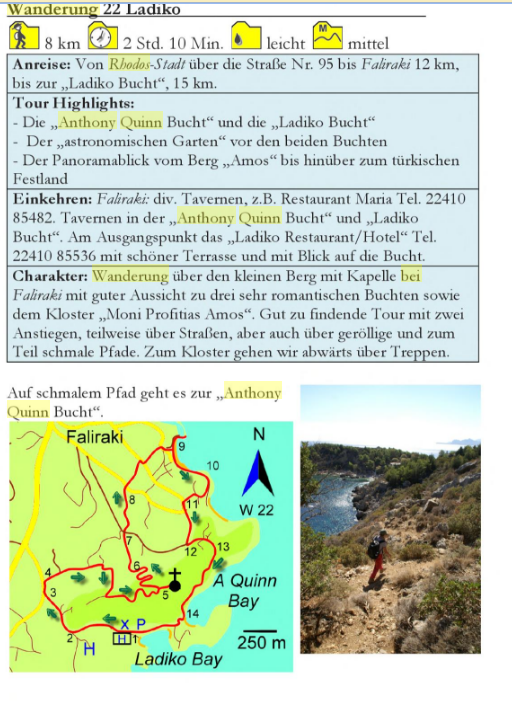 Wanderung 22 Ladiko
8 km 2 Std. 10 Min. leicht M mittel
Anreise: Von Rhodos-Stadt über die Straße Nr. 95 bis Faliraki 12 km,
bis zur „Ladiko Bucht“, 15 km.
Tour Highlights:
- Die „Anthony Quinn Bucht“ und die „Ladiko Bucht“
- Der „astronomischen Garten“ vor den beiden Buchten
- Der Panoramablick vom Berg „Amos“ bis hinüber zum türkischen
Festland
Einkehren: Faliraki: div. Tavernen, z.B. Restaurant Maria Tel. 22410
85482. Tavernen in der „Anthony Quinn Bucht“ und „Ladiko
Bucht“. Am Ausgangspunkt das „Ladiko Restaurant/Hotel“ Tel.
22410 85536 mit schöner Terrasse und mit Blick auf die Bucht.
Charakter: Wanderung über den kleinen Berg mit Kapelle bei
Faliraki mit guter Aussicht zu drei sehr romantischen Buchten sowie
dem Kloster „Moni Profitias Amos“. Gut zu findende Tour mit zwei
Anstiegen, teilweise über Straßen, aber auch über geröllige und zum
Teil schmale Pfade. Zum Kloster gehen wir abwärts über Treppen.
Auf schmalem Pfad geht es zur „Anthony
Quinn Bucht“.
Faliraki
N
9
10
W 22
8
11
7
12
13
4
6
3
5
A Quinn
Bay
14
X P
2
H
H 1
250 m
Ladiko Bay